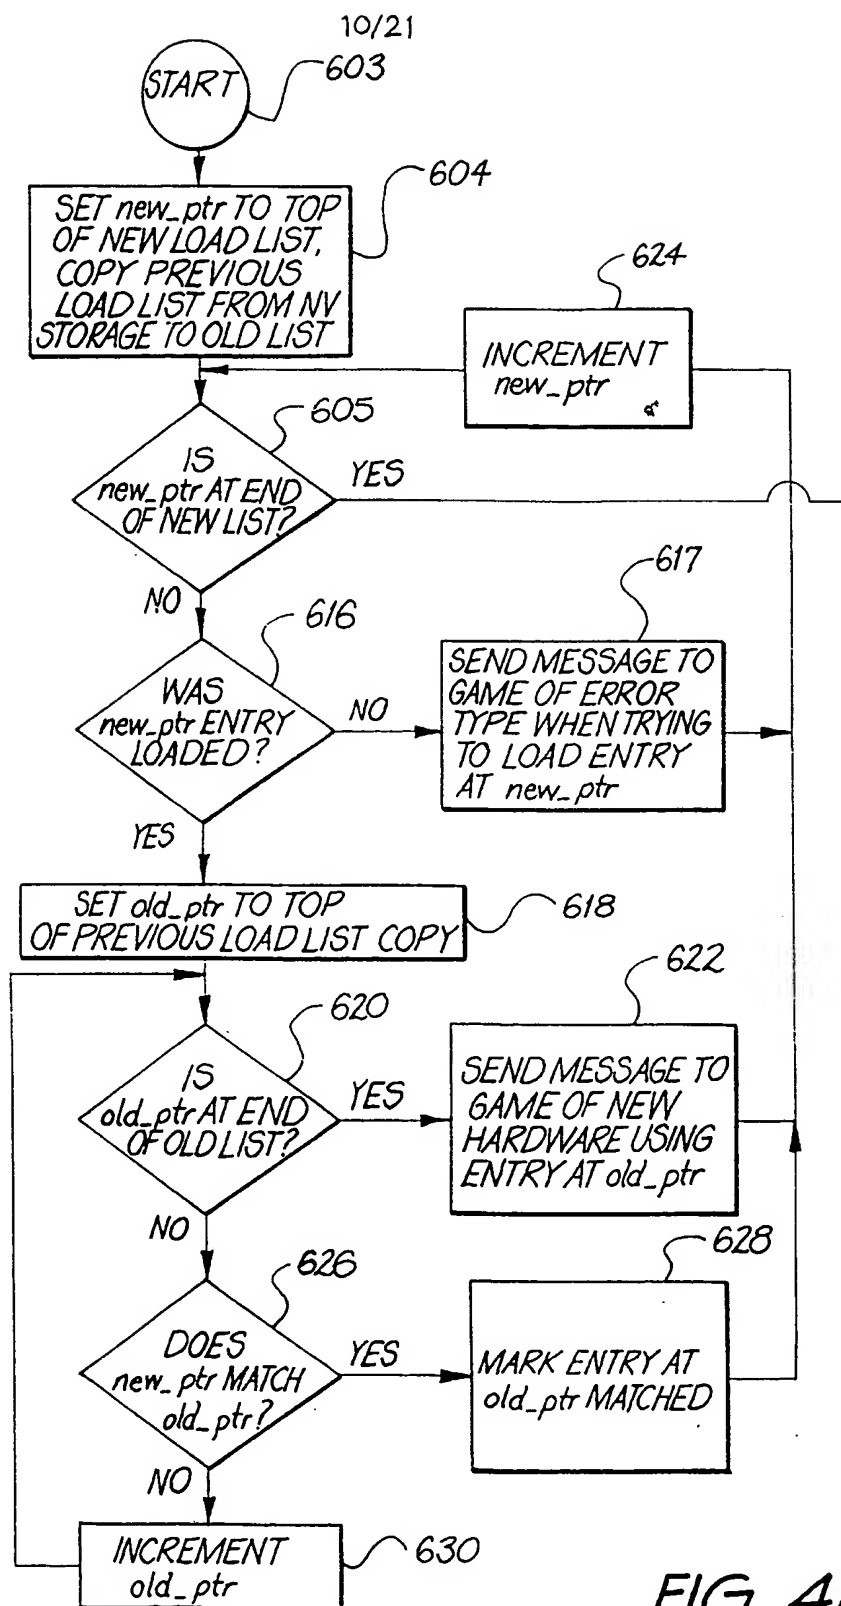 10/21
START
603
604
SET new_ptr TO TOP
OF NEW LOAD LIST,
COPY PREVIOUS
LOAD LIST FROM NV
STORAGE TO OLD LIST
624
INCREMENT
new_ptr
605
IS
new_ptr AT END
OF NEW LIST?
YES
NO
616
617
WAS
new_ptr ENTRY
LOADED?
NO
SEND MESSAGE TO
GAME OF ERROR
TYPE WHEN TRYING
TO LOAD ENTRY
AT new_ptr
YES
SET old_ptr TO TOP
OF PREVIOUS LOAD LIST COPY
618
620
622
IS
old_ptr AT END
OF OLD LIST?
YES
SEND MESSAGE TO
GAME OF NEW
HARDWARE USING
ENTRY AT old_ptr
NO
626
628
DOES
new_ptr MATCH
old_ptr?
YES
MARK ENTRY AT
old_ptr MATCHED
NO
INCREMENT
old_ptr
630
FIG. 4